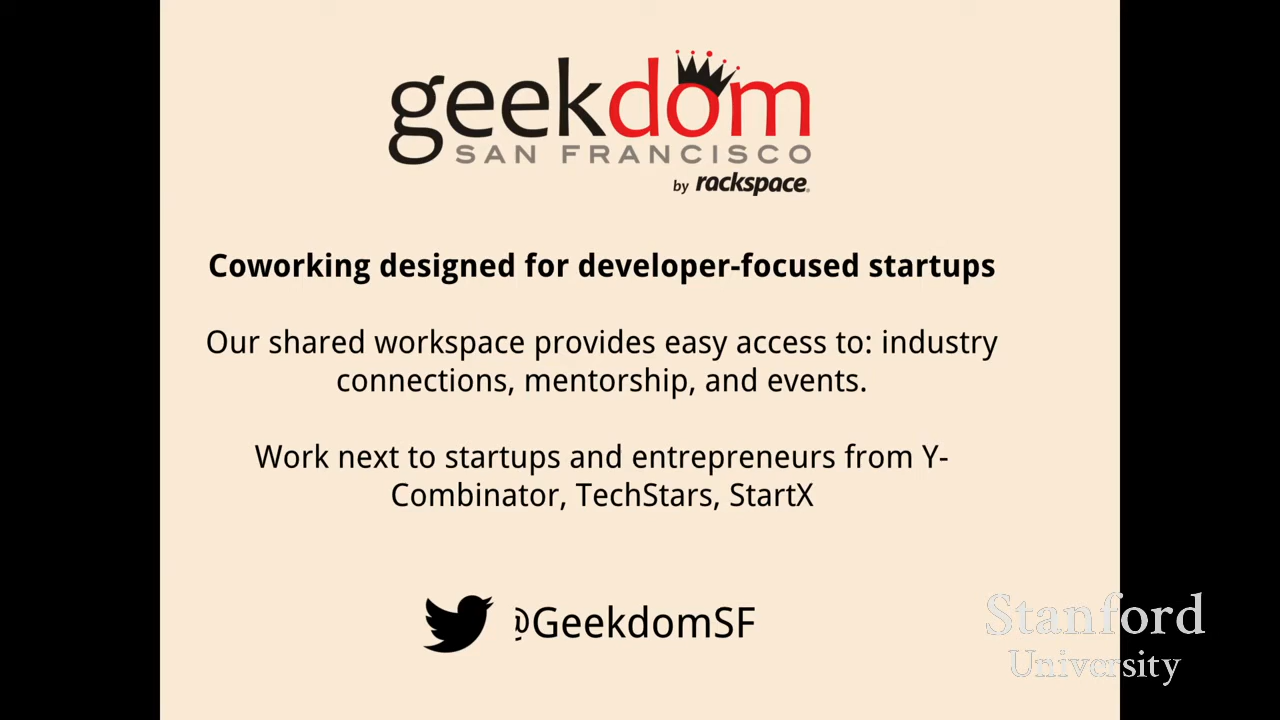 geekdom
SAN FRANCISCO
by rackspace®
Coworking designed for developer-focused startups
Our shared workspace provides easy access to: industry
connections, mentorship, and events.
Work next to startups and entrepreneurs from Y-
Combinator, TechStars, StartX
@GeekdomSF
Stanford
University